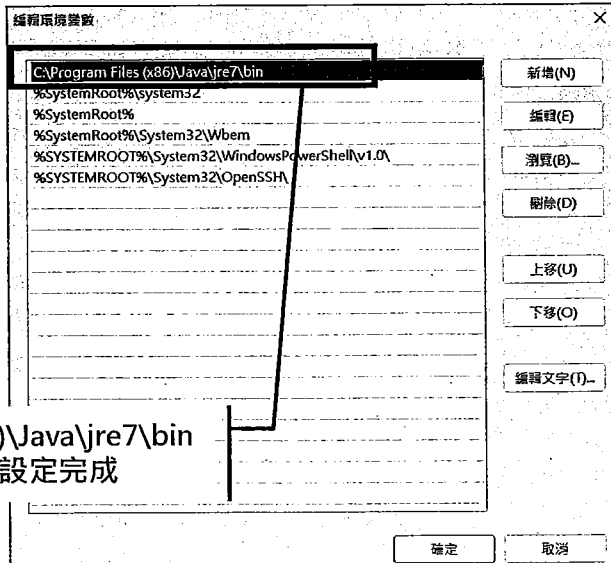 編輯環境變數
C:\Program Files (x86)\Java\jre7\bin
%SystemRoot%\system32
%SystemRoot%
%SystemRoot%\System32\Wbem
%SYSTEMROOT%\System32\WindowsPowerShell\v1.0\
%SYSTEMROOT%\System32\OpenSSH\
新增(N)
編輯(E)
瀏覽(B)...
刪除(D)
上移(U)
下移(O)
編輯文字(T)...
)\Java\jre7\bin
設定完成
確定
取消